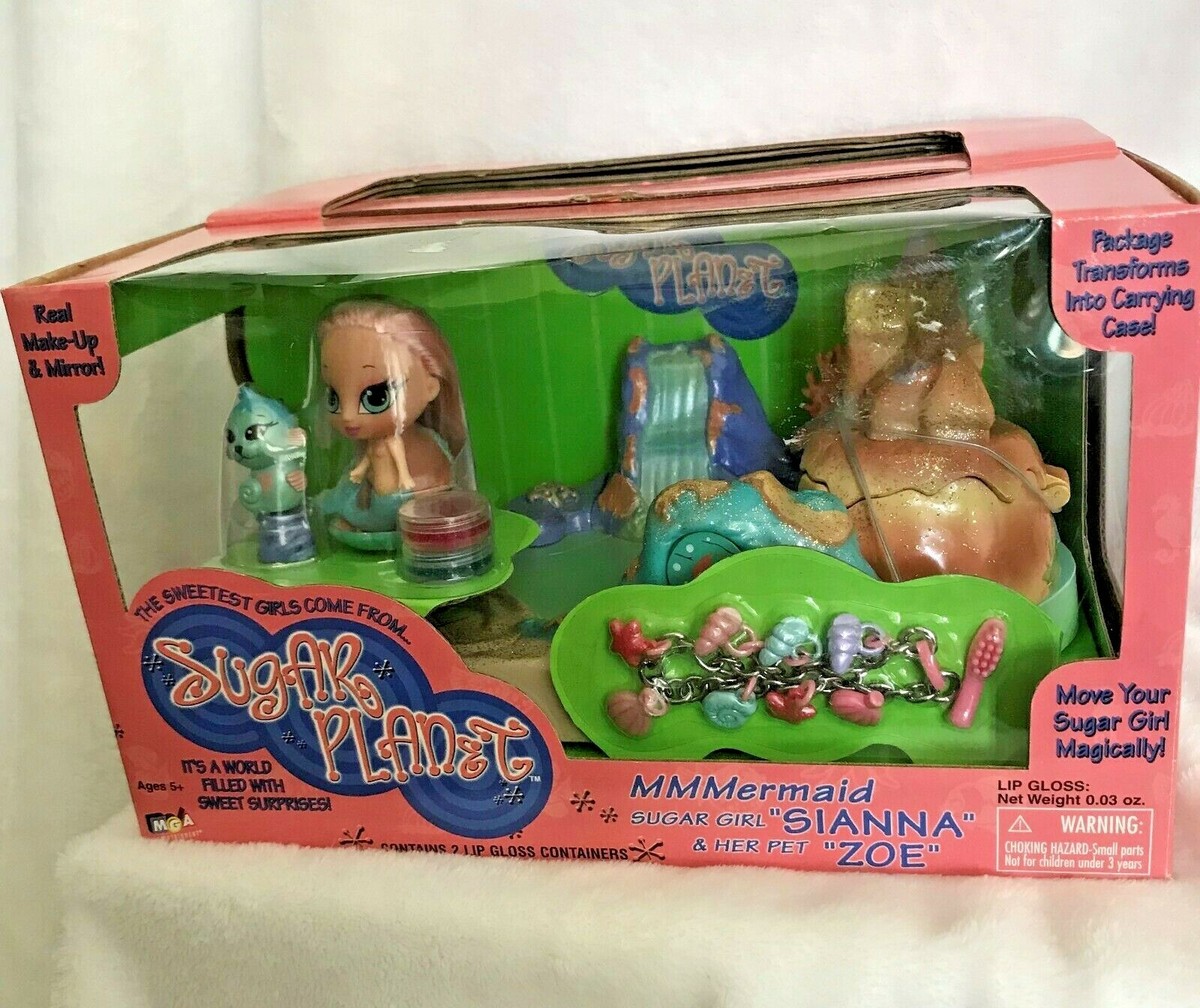 Real
Make-Up
& Mirror!
PLANET
Package
Transforms
Into Carrying
Case!
THE SWEETEST GIRLS COME FROM...
SUGAR
PLANET™
IT'S A WORLD
FILLED WITH
SWEET SURPRISES!
Ages 5+
MGA
CONTAINS 2 LIP GLOSS CONTAINERS
MMMermaid
SUGAR GIRL "SIANNA"
& HER PET "ZOE"
Move Your
Sugar Girl
Magically!
LIP GLOSS:
Net Weight 0.03 oz.
WARNING:
CHOKING HAZARD-Small parts
Not for children under 3 years